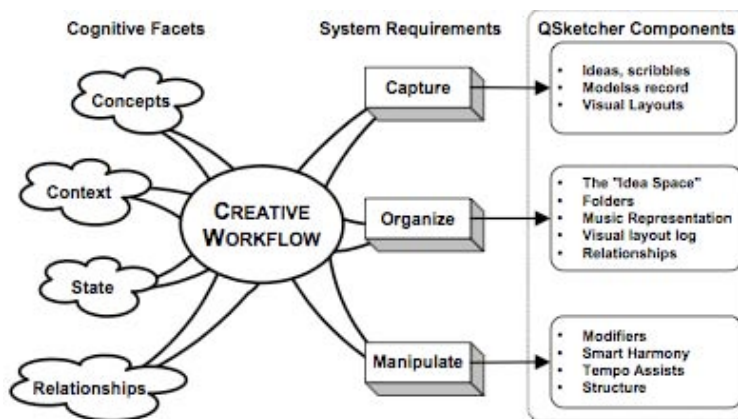 Cognitive Facets
System Requirements
QSketcher Components
Concepts
Context
State
Relationships
CREATIVE
WORKFLOW
Capture
Organize
Manipulate
• Ideas, scribbles
• Modelss record
• Visual Layouts
• The "Idea Space"
• Folders
• Music Representation
• Visual layout log
• Relationships
• Modifiers
• Smart Harmony
• Tempo Assists
• Structure